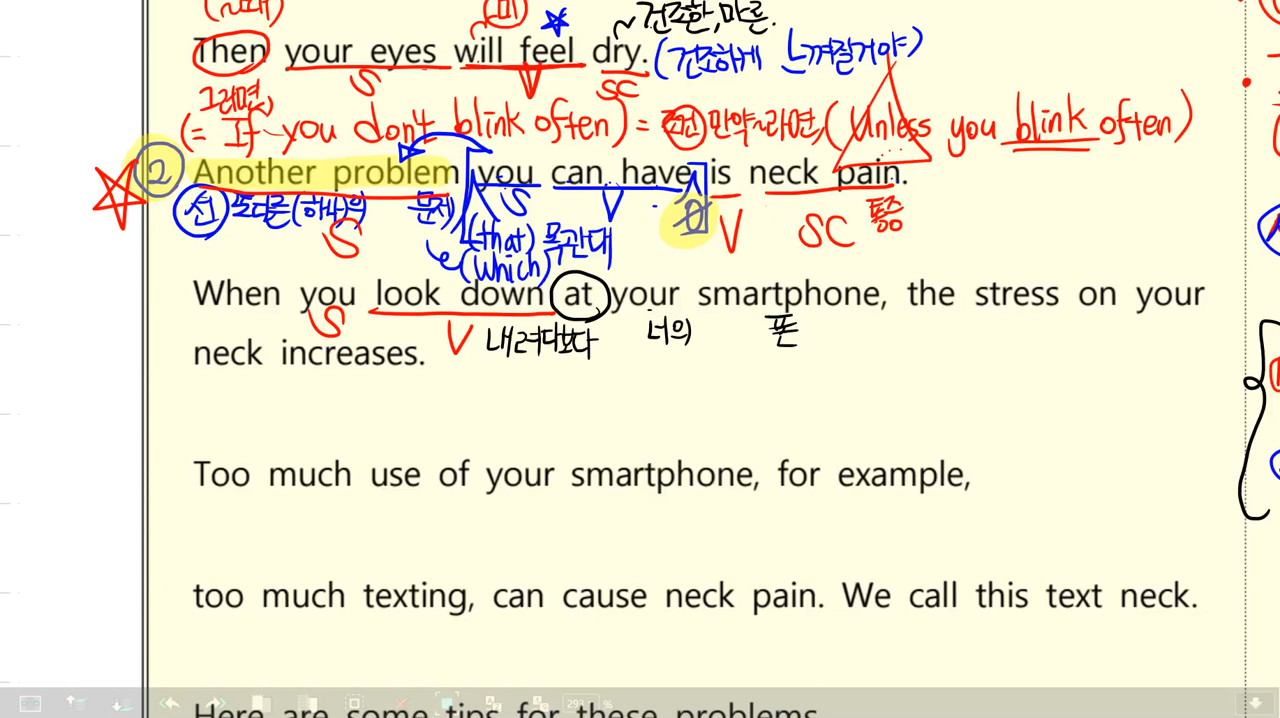 (~때) (미) ~건조한, 마른.
Then your eyes will feel dry. (건조하게 느껴질거야)
S V SC
그러면,
(= If you don't blink often) = 만약~라면, (Unless you blink often)
② Another problem you can have is neck pain.
(선) 또다른 (하나)의 문제 S S V V SC 통증
(that) 목관대
(which)
When you look down at your smartphone, the stress on your
S V 내려다보다 너의 폰
neck increases.
Too much use of your smartphone, for example,
too much texting, can cause neck pain. We call this text neck.
Here are some tips for these problems